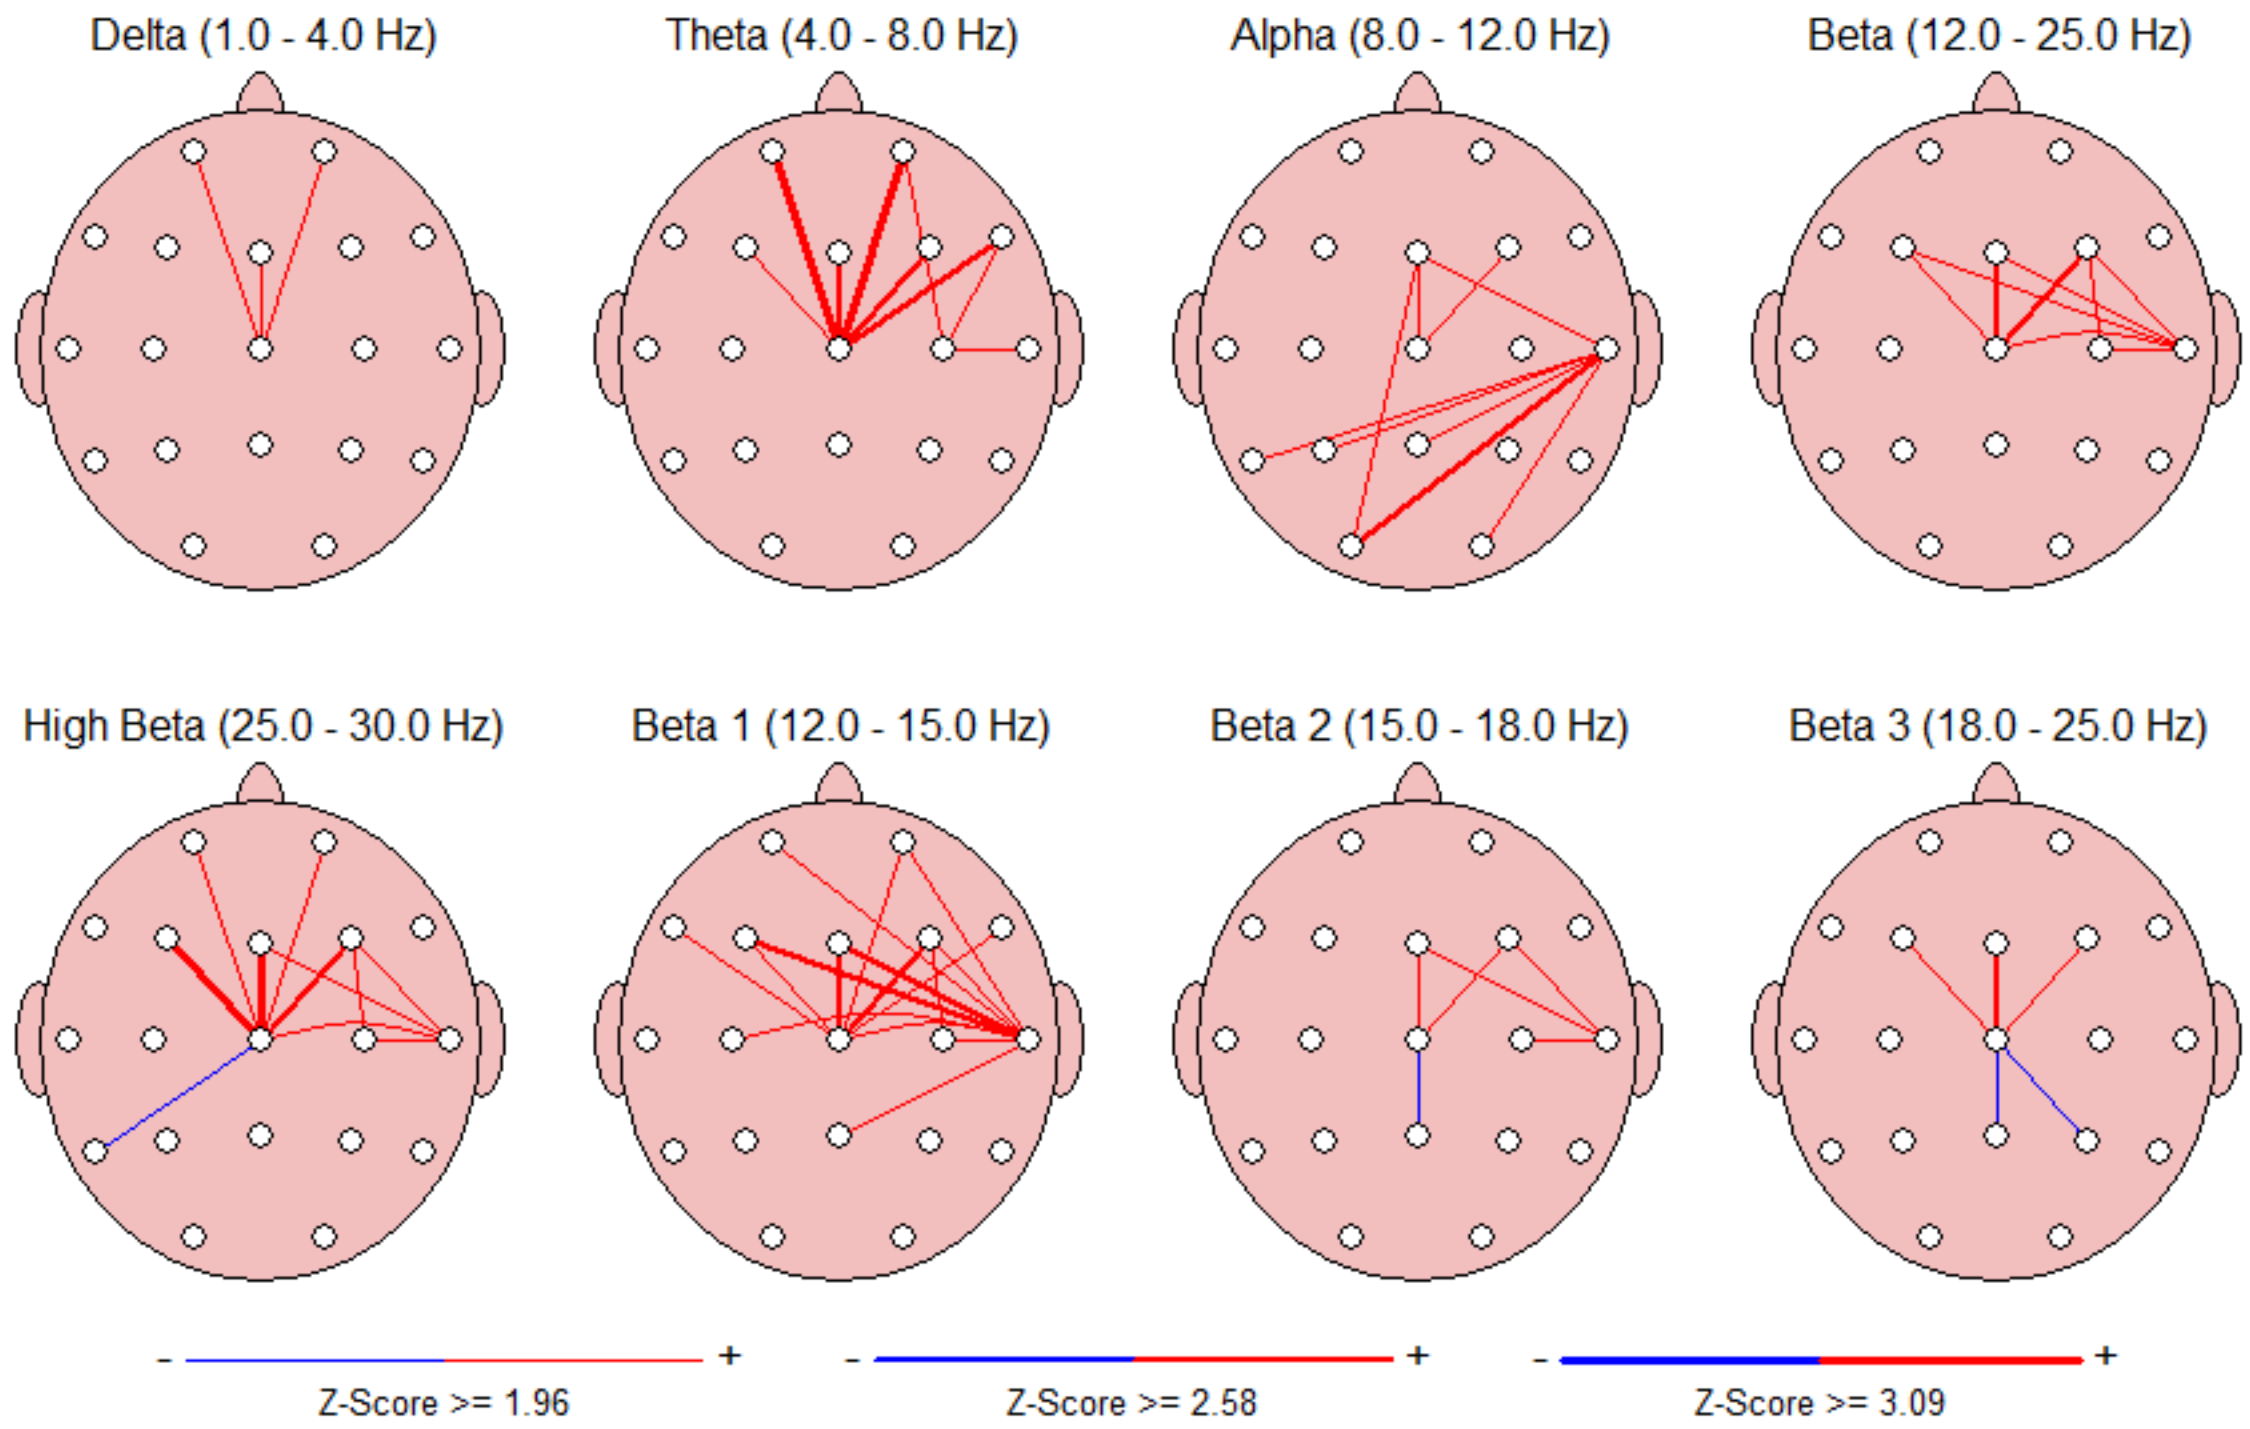 Delta (1.0 - 4.0 Hz) Theta (4.0 - 8.0 Hz) Alpha (8.0 - 12.0 Hz) Beta (12.0 - 25.0 Hz)
High Beta (25.0 - 30.0 Hz) Beta 1 (12.0 - 15.0 Hz) Beta 2 (15.0 - 18.0 Hz) Beta 3 (18.0 - 25.0 Hz)
- + - + - +
Z-Score >= 1.96 Z-Score >= 2.58 Z-Score >= 3.09